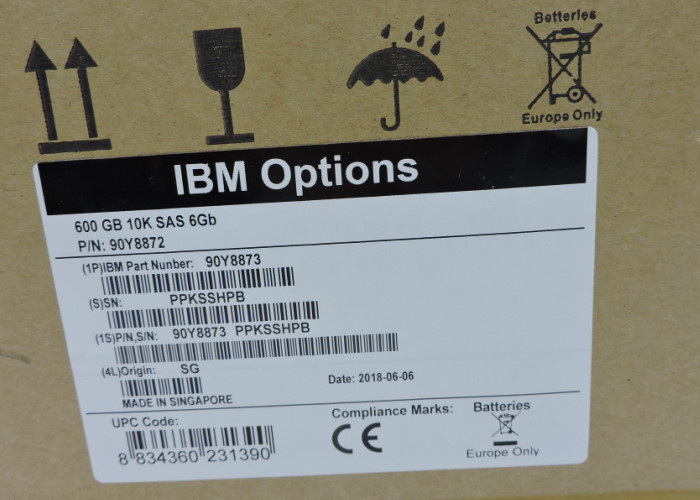 Betteries
Europe Only
IBM Options
600 GB 10K SAS 6Gb
P/N: 90Y8872
(1P)IBM Part Nunber: 90Y8873
(S)SN: PPKSSHPB
(1S)P/N,S/N: 90Y8873 PPKSSHPB
(4L)Origin: SG
Date: 2018-06-06
MADE IN SINGAPORE
UPC Code:
Compliance Marks:
Batteries
CE
Europe Only
8 834360 231390